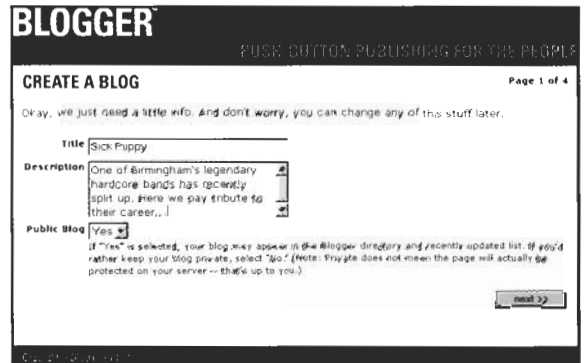 BLOGGER
PUSH-BUTTON PUBLISHING FOR THE PEOPLE
CREATE A BLOG
Page 1 of 4
Okay, we just need a little info. And don't worry, you can change any of this stuff later.
Title Sick Puppy
Description One of Birmingham's legendary
hardcore bands has recently
split up. Here we pay tribute to
their career...
Public Blog Yes
If "Yes" is selected, your blog may appear in the Blogger directory and recently updated list. If you'd
rather keep your blog private, select "No." (Note: Private does not mean the page will actually be
protected on your server -- that's up to you.)
next >>